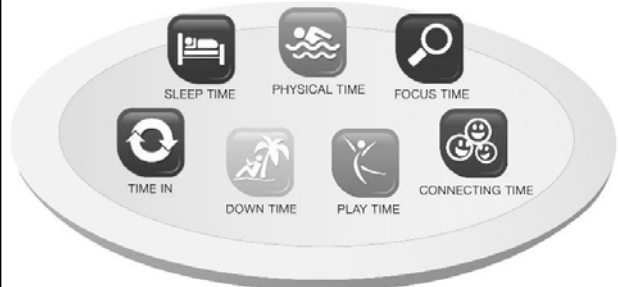 SLEEP TIME
PHYSICAL TIME
FOCUS TIME
TIME IN
DOWN TIME
PLAY TIME
CONNECTING TIME